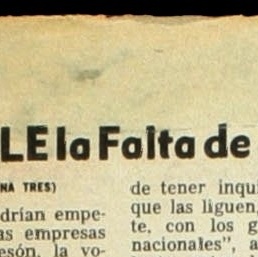 LE la Falta de
NA TRES)
drían empe-
as empresas
esón, la vo-
de tener inqui
que las liguen,
te, con los g
nacionales", a